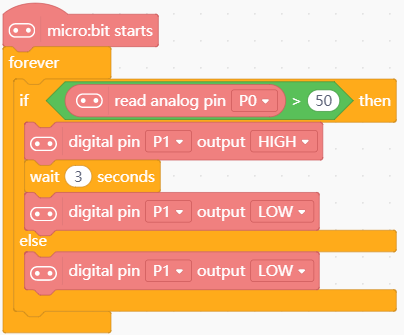 micro:bit starts
forever
if read analog pin P0 > 50 then
digital pin P1 output HIGH
wait 3 seconds
digital pin P1 output LOW
else
digital pin P1 output LOW